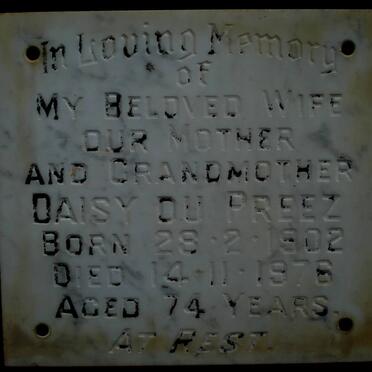 In Loving Memory
of
My Beloved Wife
Our Mother
and Grandmother
Daisy du Preez
Born 28·2·1902
Died 14·11·1976
Aged 74 Years.
At Rest.